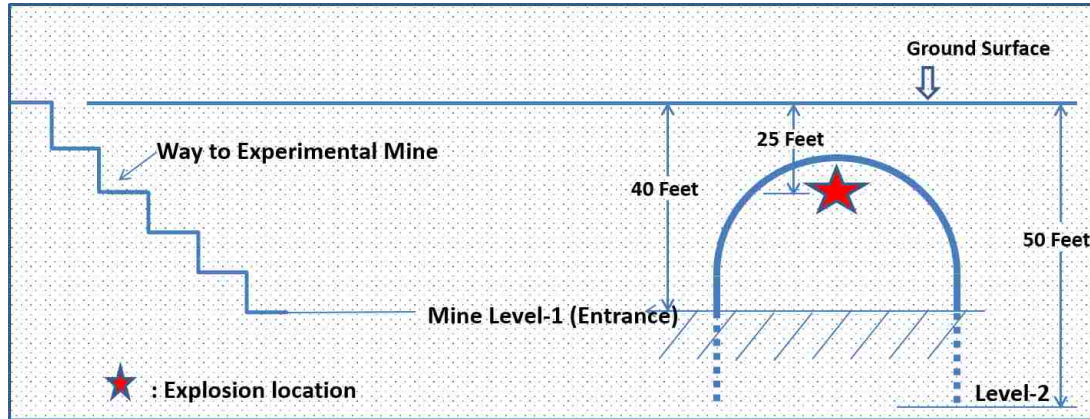 Ground Surface
25 Feet
Way to Experimental Mine
40 Feet
50 Feet
Mine Level-1 (Entrance)
: Explosion location
Level-2